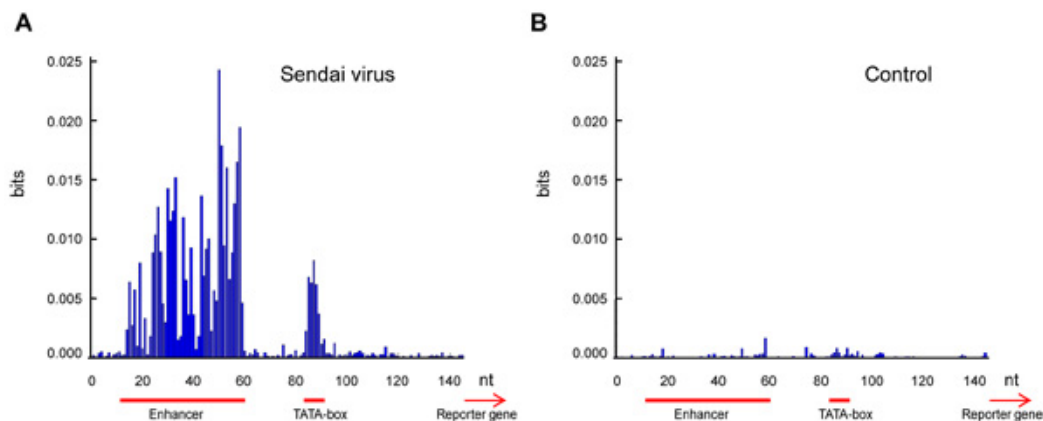 A
B
Sendai virus
Control
bits
0.025
0.020
0.015
0.010
0.005
0.000
0 20 40 60 80 100 120 140 nt
Enhancer TATA-box Reporter gene
bits
0.025
0.020
0.015
0.010
0.005
0.000
0 20 40 60 80 100 120 140 nt
Enhancer TATA-box Reporter gene